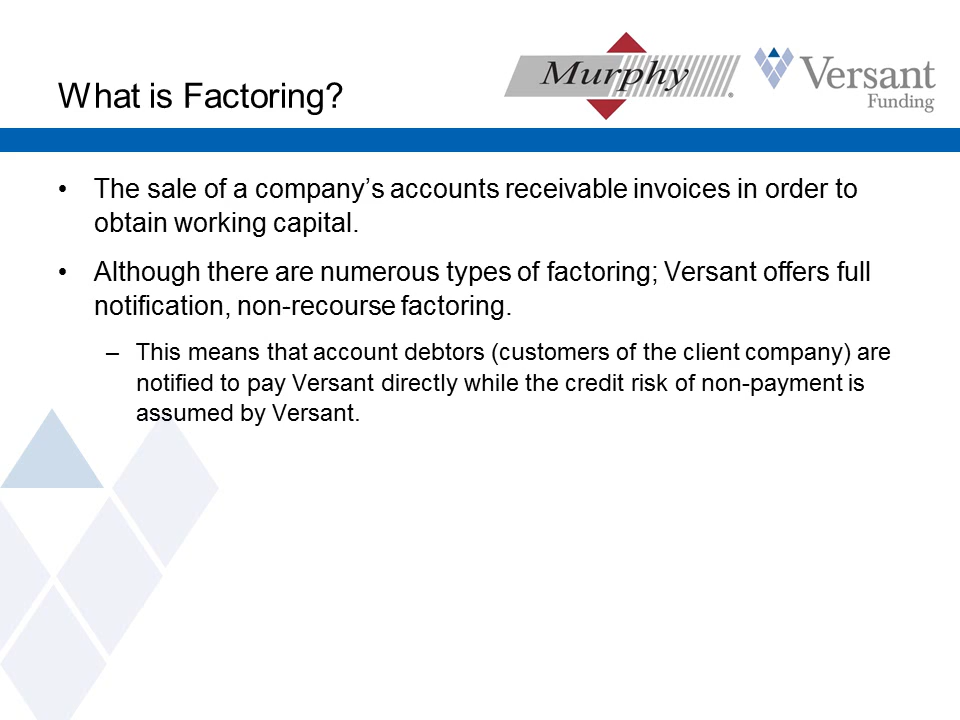 What is Factoring?
Murphy
Versant
Funding
• The sale of a company’s accounts receivable invoices in order to
obtain working capital.
• Although there are numerous types of factoring; Versant offers full
notification, non-recourse factoring.
– This means that account debtors (customers of the client company) are
notified to pay Versant directly while the credit risk of non-payment is
assumed by Versant.